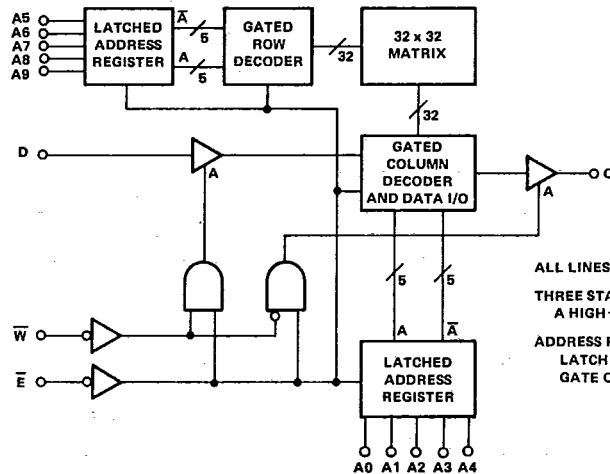 A5
A6
A7
A8
A9
LATCHED
ADDRESS
REGISTER
A̅
5
A
5
GATED
ROW
DECODER
32
32 x 32
MATRIX
32
D
A
GATED
COLUMN
DECODER
AND DATA I/O
A
Q
5
5
A
A̅
W̅
E̅
LATCHED
ADDRESS
REGISTER
A0 A1 A2 A3 A4
ALL LINES
THREE STA
A HIGH
ADDRESS
LATCH
GATE